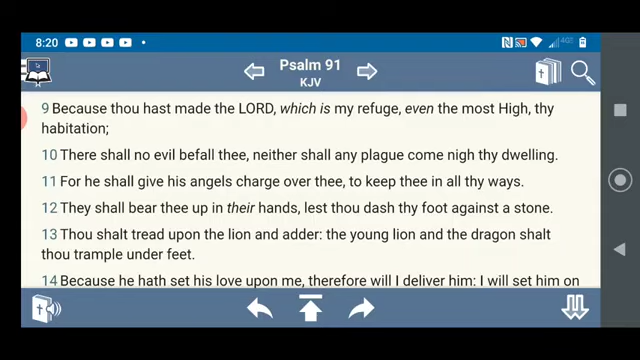 8:20
4G
Psalm 91
KJV
9 Because thou hast made the LORD, which is my refuge, even the most High, thy
habitation;
10 There shall no evil befall thee, neither shall any plague come nigh thy dwelling.
11 For he shall give his angels charge over thee, to keep thee in all thy ways.
12 They shall bear thee up in their hands, lest thou dash thy foot against a stone.
13 Thou shalt tread upon the lion and adder: the young lion and the dragon shalt
thou trample under feet.
14 Because he hath set his love upon me, therefore will I deliver him: I will set him on